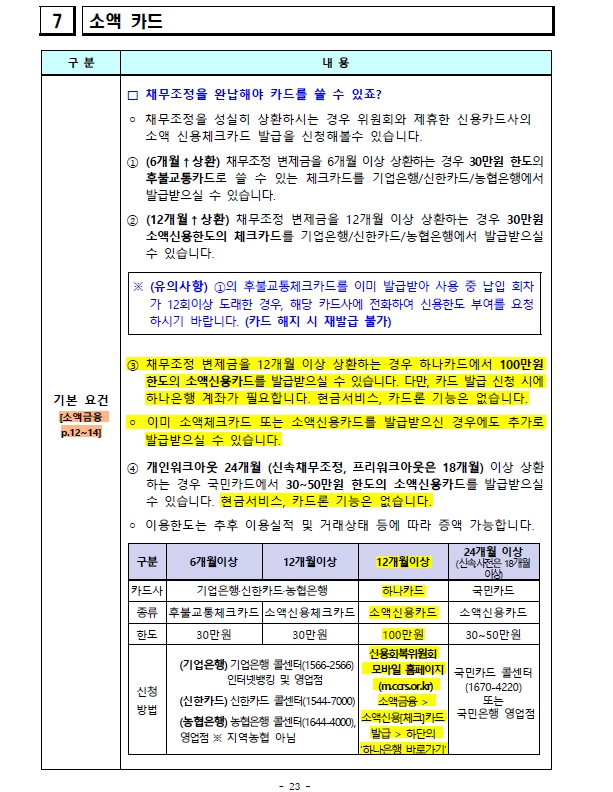 7 소액 카드
구 분 내 용
기본 요건
[소액금융
p.12~14]
□ 채무조정을 완납해야 카드를 쓸 수 있죠?
○ 채무조정을 성실히 상환하시는 경우 위원회와 제휴한 신용카드사의
소액 신용체크카드 발급을 신청해볼수 있습니다.
① (6개월↑상환) 채무조정 변제금을 6개월 이상 상환하는 경우 30만원 한도의
후불교통카드로 쓸 수 있는 체크카드를 기업은행/신한카드/농협은행에서
발급받으실 수 있습니다.
② (12개월↑상환) 채무조정 변제금을 12개월 이상 상환하는 경우 30만원
소액신용한도의 체크카드를 기업은행/신한카드/농협은행에서 발급받으실
수 있습니다.
※ (유의사항) ①의 후불교통체크카드를 이미 발급받아 사용 중 납입 회차
가 12회이상 도래한 경우, 해당 카드사에 전화하여 신용한도 부여를 요청
하시기 바랍니다. (카드 해지 시 재발급 불가)
③ 채무조정 변제금을 12개월 이상 상환하는 경우 하나카드에서 100만원
한도의 소액신용카드를 발급받으실 수 있습니다. 다만, 카드 발급 신청 시에
하나은행 계좌가 필요합니다. 현금서비스, 카드론 기능은 없습니다.
○ 이미 소액체크카드 또는 소액신용카드를 발급받으신 경우에도 추가로
발급받으실 수 있습니다.
④ 개인워크아웃 24개월 (신속채무조정, 프리워크아웃은 18개월) 이상 상환
하는 경우 국민카드에서 30~50만원 한도의 소액신용카드를 발급받으실
수 있습니다. 현금서비스, 카드론 기능은 없습니다.
○ 이용한도는 추후 이용실적 및 거래상태 등에 따라 증액 가능합니다.
구분 6개월이상 12개월이상 12개월이상 24개월 이상
(신속사전은 18개월
이상)
카드사 기업은행·신한카드·농협은행 하나카드 국민카드
종류 후불교통체크카드 소액신용체크카드 소액신용카드 소액신용카드
한도 30만원 30만원 100만원 30~50만원
신청
방법
(기업은행) 기업은행 콜센터(1566-2566)
인터넷뱅킹 및 영업점
(신한카드) 신한카드 콜센터(1544-7000)
(농협은행) 농협은행 콜센터(1644-4000),
영업점 ※ 지역농협 아님
신용회복위원회
모바일 홈페이지
(m.ccrs.or.kr)
소액금융 >
소액신용[체크]카드
발급 > 하단의
'하나은행 바로가기'
국민카드 콜센터
(1670-4220)
또는
국민은행 영업점
- 23 -